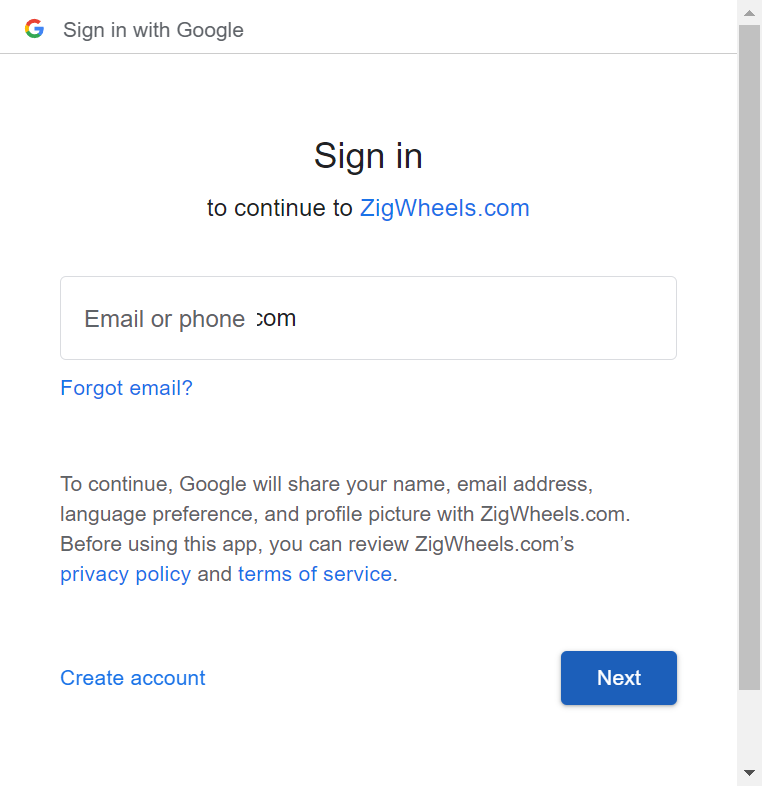 Sign in with Google
Sign in
to continue to ZigWheels.com
Email or phone com
Forgot email?
To continue, Google will share your name, email address,
language preference, and profile picture with ZigWheels.com.
Before using this app, you can review ZigWheels.com’s
privacy policy and terms of service.
Create account
Next